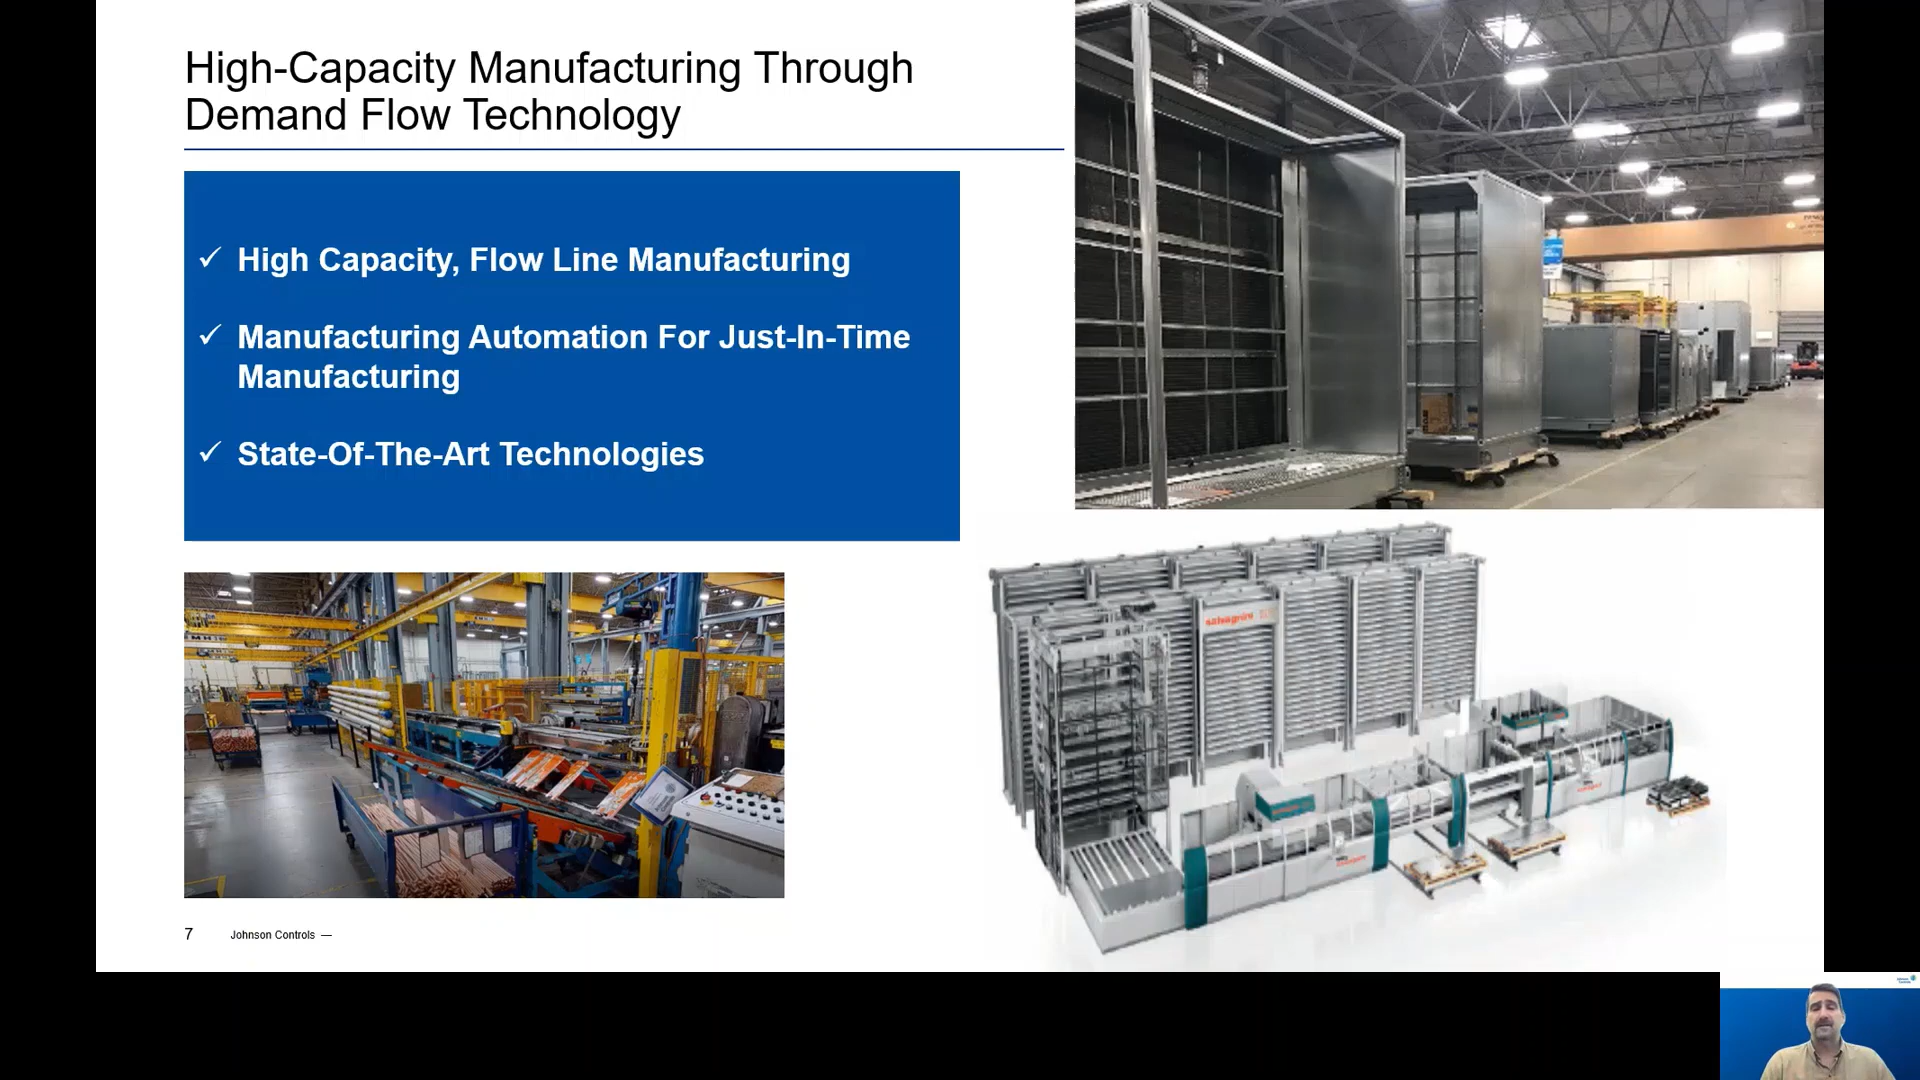 High-Capacity Manufacturing Through
Demand Flow Technology
High Capacity, Flow Line Manufacturing
Manufacturing Automation For Just-In-Time
Manufacturing
State-Of-The-Art Technologies
salvagnini
7 Johnson Controls —